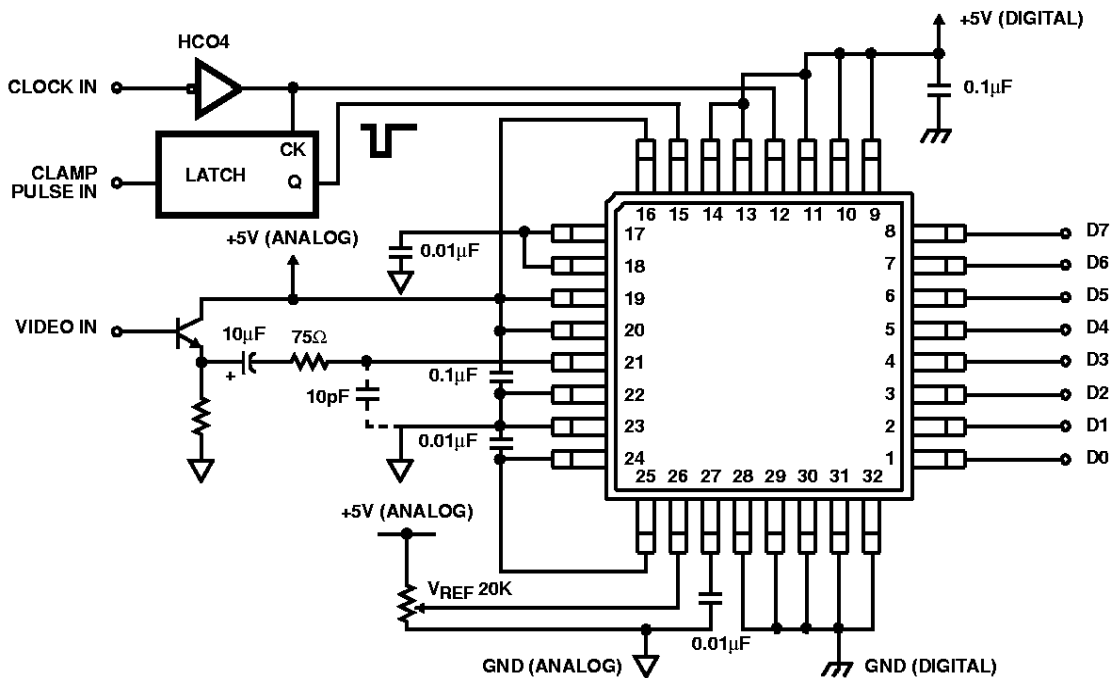 +5V (DIGITAL)
HCO4
CLOCK IN
0.1μF
CK
CLAMP
PULSE IN
LATCH
Q
16 15 14 13 12 11 10 9
+5V (ANALOG)
0.01μF
17
8
D7
18
7
D6
19
6
D5
VIDEO IN
20
5
D4
10μF
75Ω
+
21
4
D3
10pF
0.1μF
22
3
D2
0.01μF
23
2
D1
24
1
D0
25 26 27 28 29 30 31 32
+5V (ANALOG)
VREF 20K
0.01μF
GND (ANALOG)
GND (DIGITAL)